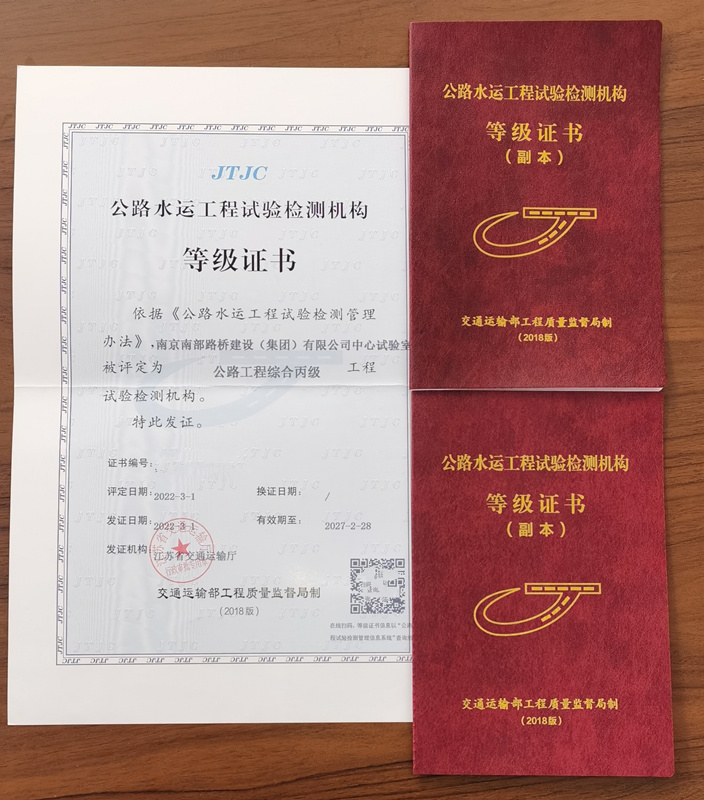 JTJC
公路水运工程试验检测机构
等级证书
依据《公路水运工程试验检测管理
办法》,南京南部路桥建设（集团）有限公司中心试验室
被评定为 公路工程综合丙级 工程
试验检测机构。
特此发证。
证书编号:
评定日期: 2022-3-1 换证日期: /
发证日期: 2022-3-1 有效期至: 2027-2-28
发证机构: 江苏省交通运输厅
交通运输部工程质量监督局制
(2018版)
公路水运工程试验检测机构
等级证书
(副本)
交通运输部工程质量监督局制
(2018版)
公路水运工程试验检测机构
等级证书
(副本)
交通运输部工程质量监督局制
(2018版)